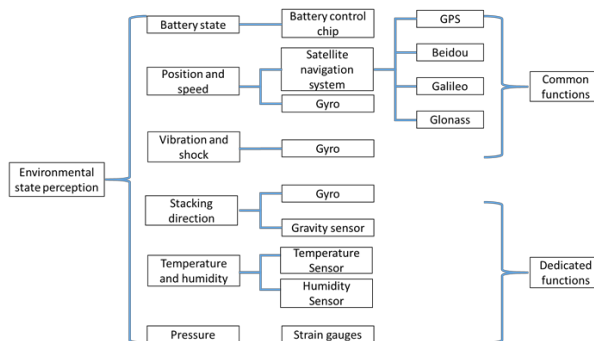 Environmental
state perception
Battery state
Battery control
chip
Position and
speed
Satellite
navigation
system
Gyro
GPS
Beidou
Galileo
Glonass
Vibration and
shock
Gyro
Common
functions
Stacking
direction
Gyro
Gravity sensor
Temperature
and humidity
Temperature
Sensor
Humidity
Sensor
Pressure
Strain gauges
Dedicated
functions